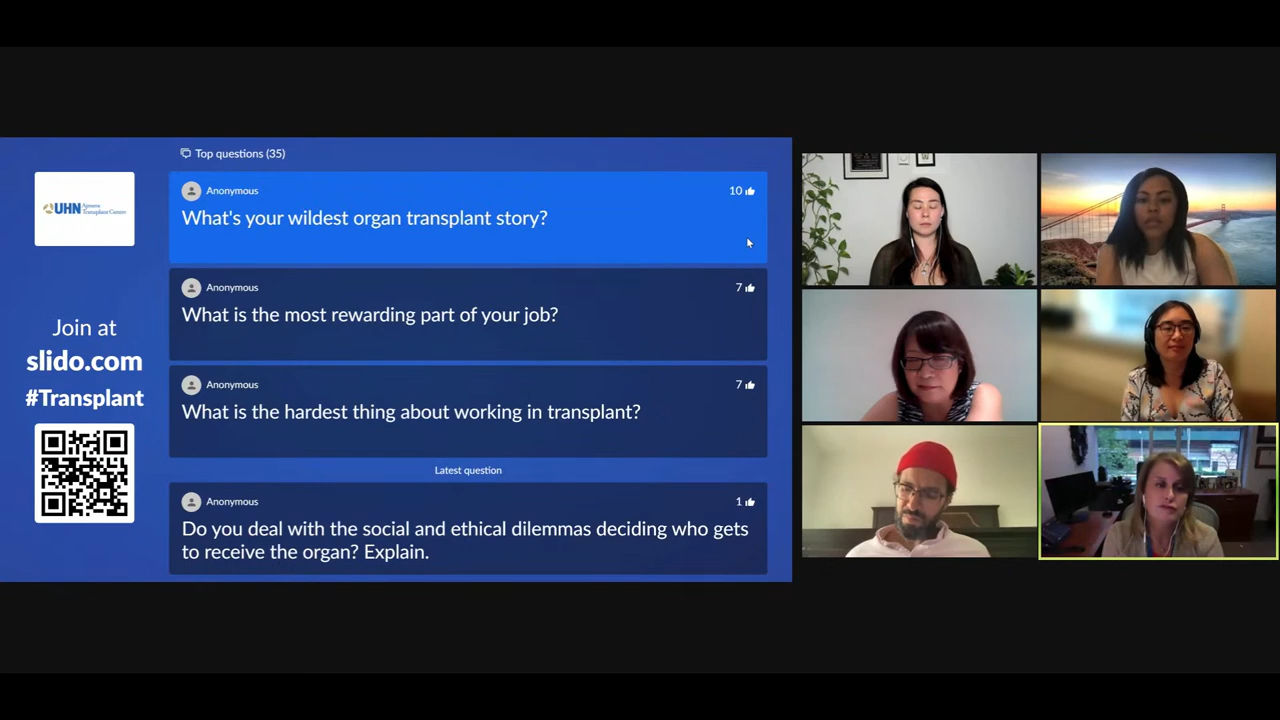 Top questions (35)
Anonymous
10
What's your wildest organ transplant story?
Anonymous
7
What is the most rewarding part of your job?
Anonymous
7
What is the hardest thing about working in transplant?
Latest question
Anonymous
1
Do you deal with the social and ethical dilemmas deciding who gets
to receive the organ? Explain.
UHN Ajmera
Transplant Centre
Join at
slido.com
#Transplant